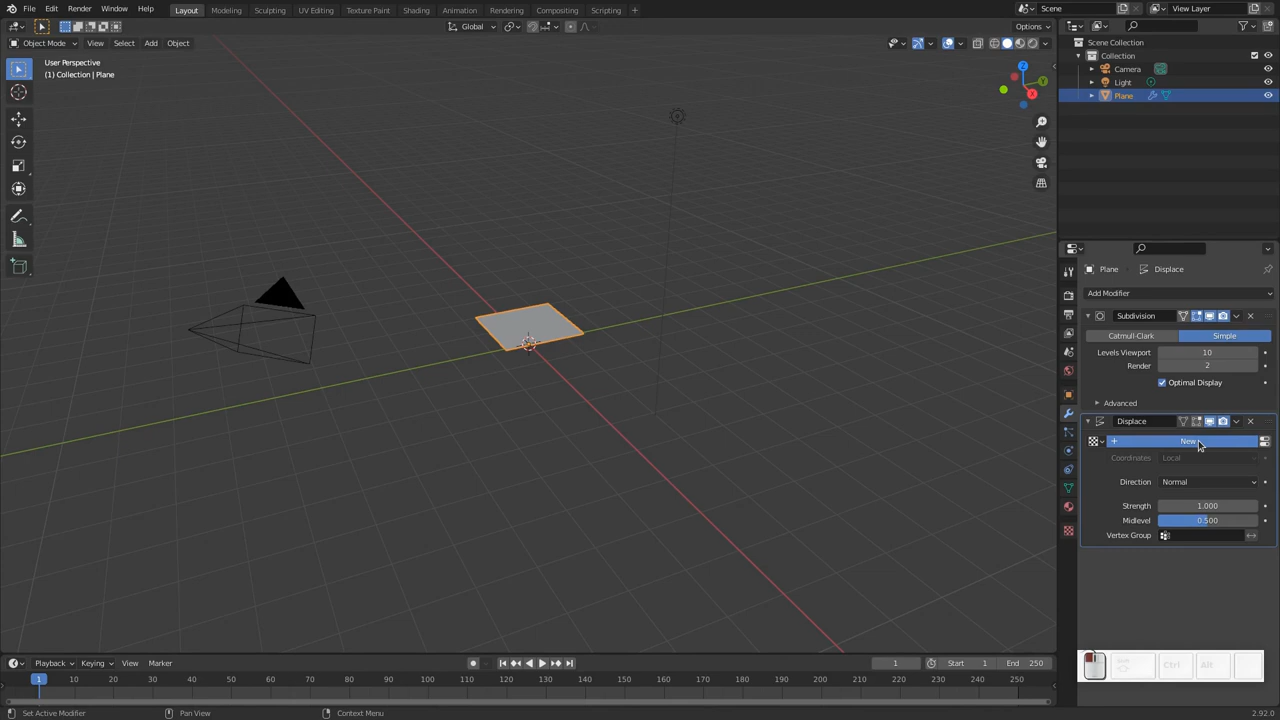 File Edit Render Window Help Layout Modeling Sculpting UV Editing Texture Paint Shading Animation Rendering Compositing Scripting + Scene View Layer
Global Options
Object Mode View Select Add Object
User Perspective
(1) Collection | Plane
Z
Y
X
Scene Collection
Collection
Camera
Light
Plane
Plane Displace
Add Modifier
Subdivision
Catmull-Clark Simple
Levels Viewport 10
Render 2
Optimal Display
Advanced
Displace
New
Coordinates Local
Direction Normal
Strength 1.000
Midlevel 0.500
Vertex Group
Ctrl Alt
Playback Keying View Marker 1 Start 1 End 250
1 10 20 30 40 50 60 70 80 90 100 110 120 130 140 150 160 170 180 190 200 210 220 230 240 250
Set Active Modifier Pan View Context Menu 2.92.0